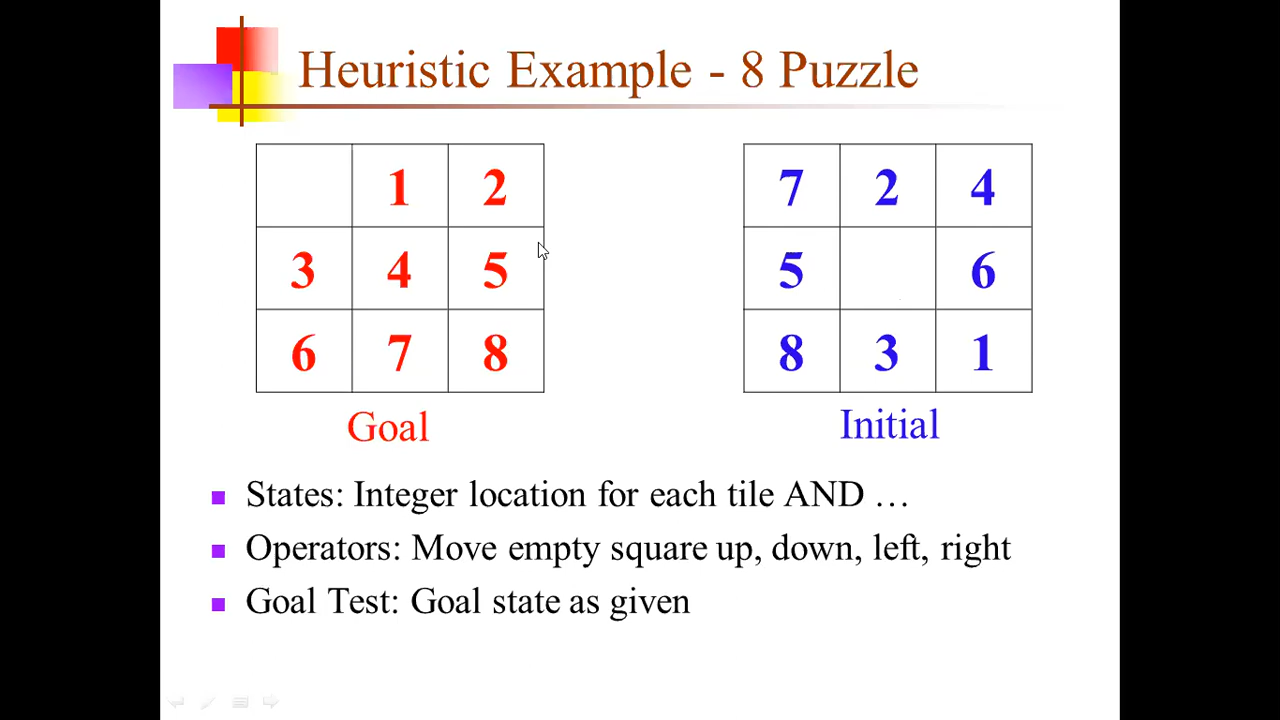 Heuristic Example - 8 Puzzle
1 2
3 4 5
6 7 8
Goal
7 2 4
5 6
8 3 1
Initial
States: Integer location for each tile AND …
Operators: Move empty square up, down, left, right
Goal Test: Goal state as given